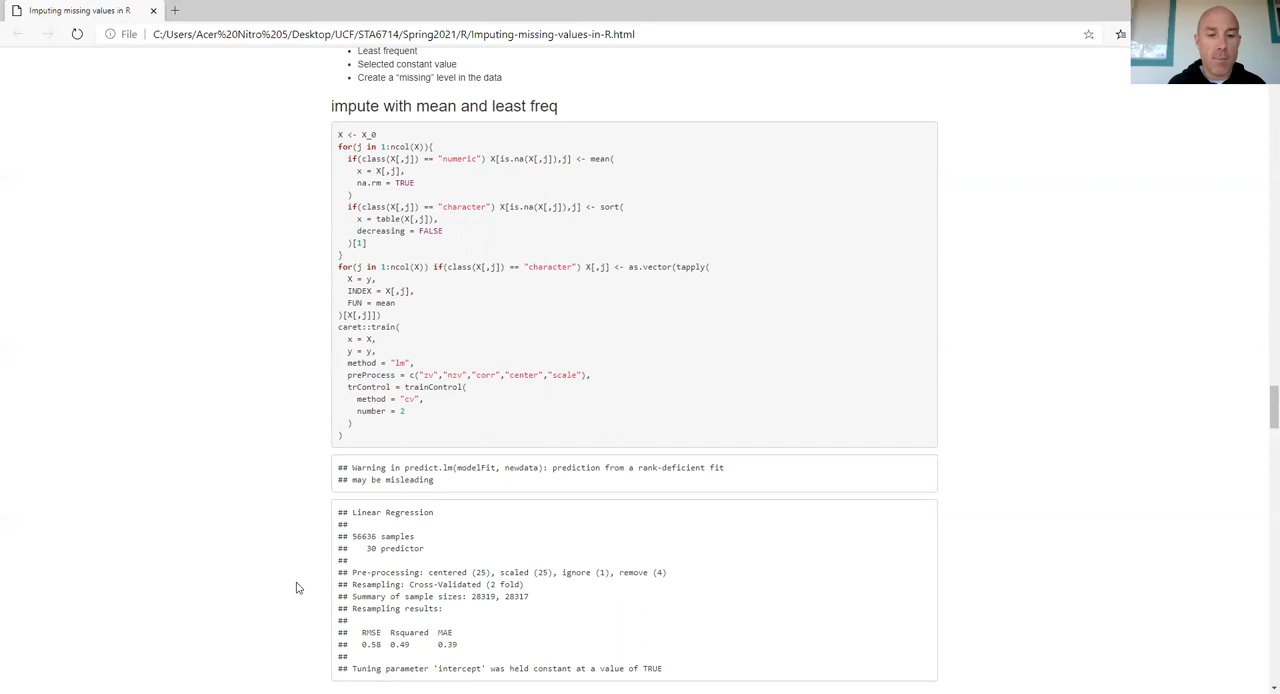 Imputing missing values in R
File C:/Users/Acer%20Nitro%205/Desktop/UCF/STA6714/Spring2021/R/Imputing-missing-values-in-R.html
• Least frequent
• Selected constant value
• Create a “missing” level in the data
impute with mean and least freq
X <- X_0
for(j in 1:ncol(X)){
  if(class(X[,j]) == "numeric") X[is.na(X[,j]),j] <- mean(
    x = X[,j],
    na.rm = TRUE
  )
  if(class(X[,j]) == "character") X[is.na(X[,j]),j] <- sort(
    x = table(X[,j]),
    decreasing = FALSE
  )[1]
}
for(j in 1:ncol(X)) if(class(X[,j]) == "character") X[,j] <- as.vector(tapply(
  X = y,
  INDEX = X[,j],
  FUN = mean
)[X[,j]])
caret::train(
  x = X,
  y = y,
  method = "lm",
  preProcess = c("zv","nzv","corr","center","scale"),
  trControl = trainControl(
    method = "cv",
    number = 2
  )
)
## Warning in predict.lm(modelFit, newdata): prediction from a rank-deficient fit
## may be misleading
## Linear Regression
##
## 56636 samples
##    30 predictor
##
## Pre-processing: centered (25), scaled (25), ignore (1), remove (4)
## Resampling: Cross-Validated (2 fold)
## Summary of sample sizes: 28319, 28317
## Resampling results:
##
##   RMSE  Rsquared  MAE
##   0.58  0.49      0.39
##
## Tuning parameter 'intercept' was held constant at a value of TRUE